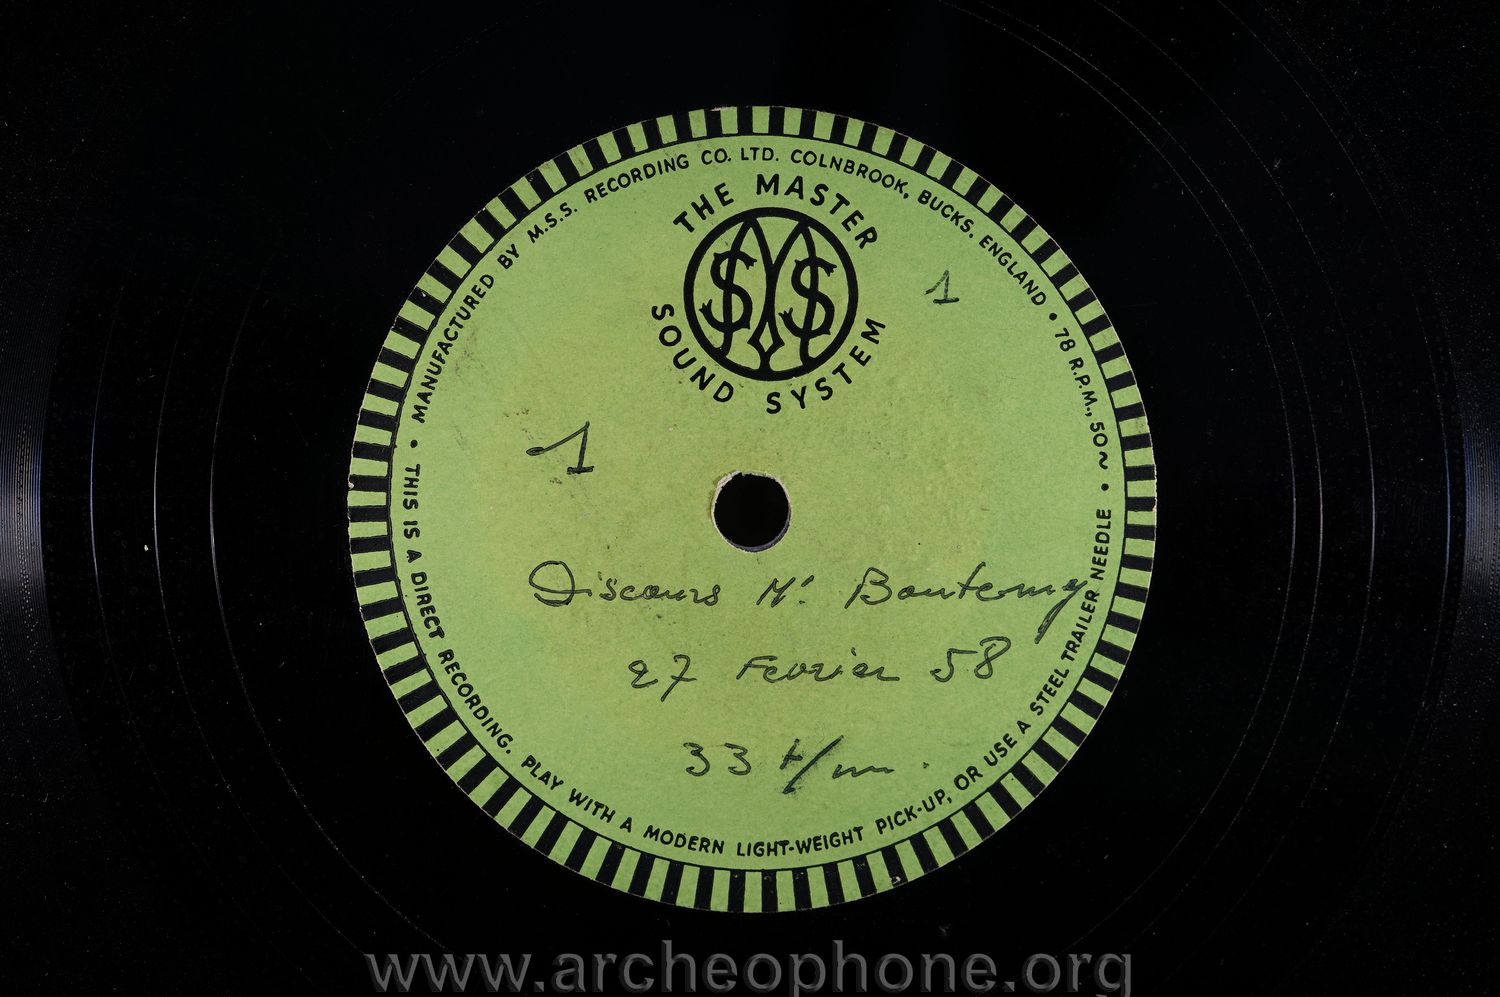 • MANUFACTURED BY M.S.S. RECORDING CO. LTD. COLNBROOK, BUCKS. ENGLAND • 78 R.P.M., 50~ •
THE MASTER
SOUND SYSTEM
1
1
Discours Mr Boutemy
27 Fevrier 58
33 t/m.
THIS IS A DIRECT RECORDING. PLAY WITH A MODERN LIGHT-WEIGHT PICK-UP, OR USE A STEEL TRAILER NEEDLE
www.archeophone.org